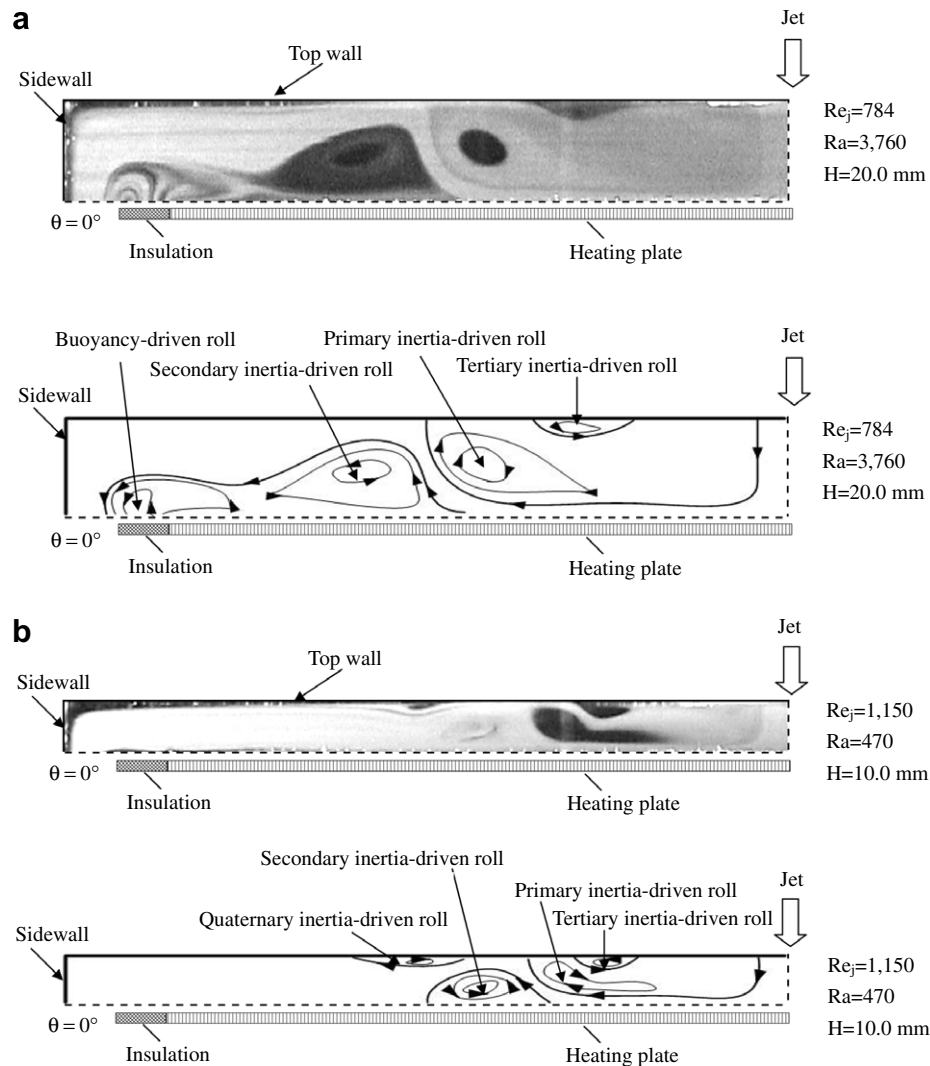 a
Jet
Top wall
Sidewall
Re_j=784
Ra=3,760
H=20.0 mm
θ = 0°
Insulation
Heating plate
Jet
Buoyancy-driven roll
Primary inertia-driven roll
Secondary inertia-driven roll
Tertiary inertia-driven roll
Sidewall
Re_j=784
Ra=3,760
H=20.0 mm
θ = 0°
Insulation
Heating plate
b
Jet
Top wall
Sidewall
Re_j=1,150
Ra=470
H=10.0 mm
θ = 0°
Insulation
Heating plate
Secondary inertia-driven roll
Jet
Primary inertia-driven roll
Quaternary inertia-driven roll
Tertiary inertia-driven roll
Sidewall
Re_j=1,150
Ra=470
H=10.0 mm
θ = 0°
Insulation
Heating plate